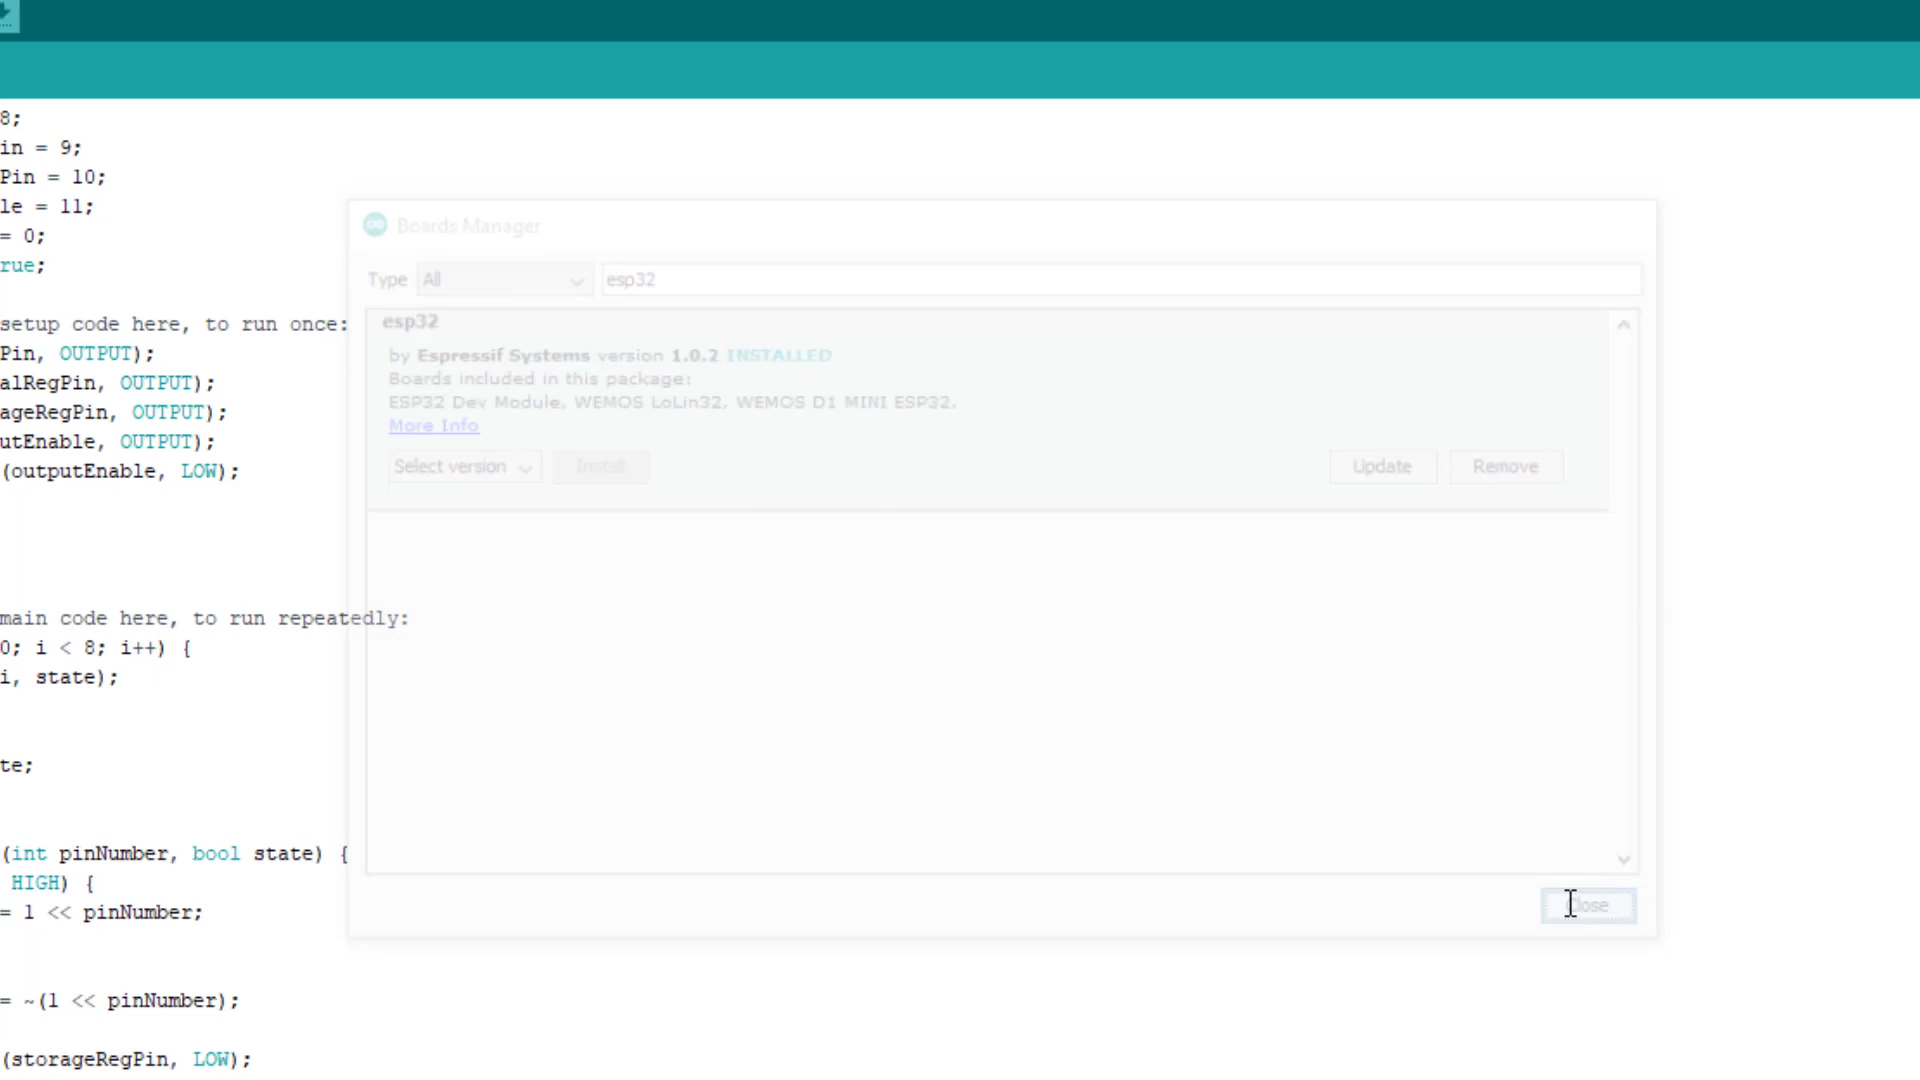 8;
in = 9;
Pin = 10;
le = 11;
= 0;
rue;
setup code here, to run once:
Pin, OUTPUT);
alRegPin, OUTPUT);
ageRegPin, OUTPUT);
utEnable, OUTPUT);
(outputEnable, LOW);
main code here, to run repeatedly:
0; i < 8; i++) {
i, state);
te;
(int pinNumber, bool state) {
HIGH) {
= 1 << pinNumber;
= ~(1 << pinNumber);
(storageRegPin, LOW);
Boards Manager
Type All esp32
esp32
by Espressif Systems version 1.0.2 INSTALLED
Boards included in this package:
ESP32 Dev Module, WEMOS LoLin32, WEMOS D1 MINI ESP32.
More Info
Select version Install Update Remove
Close